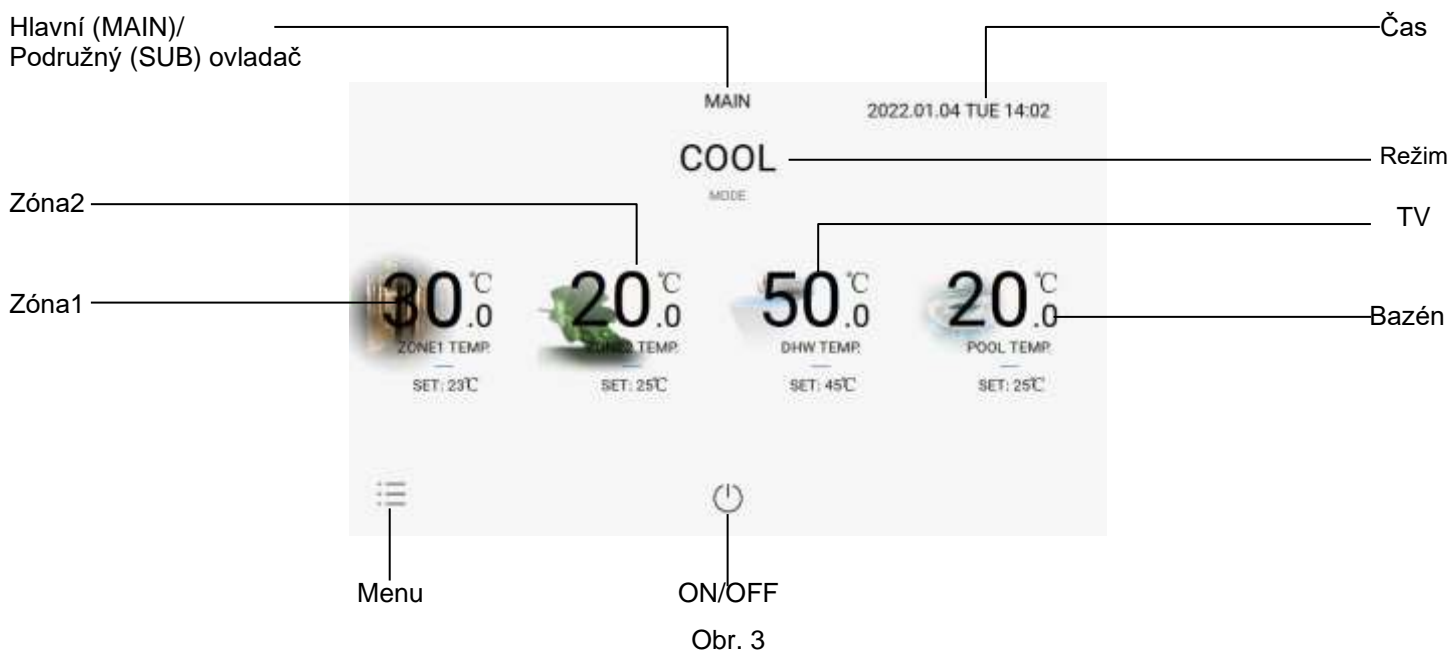 Hlavní (MAIN)/
Podružný (SUB) ovladač
Čas
MAIN
2022.01.04 TUE 14:02
COOL
Režim
MODE
Zóna2
TV
30.0 ℃
20.0 ℃
50.0 ℃
20.0 ℃
Zóna1
Bazén
ZONE1 TEMP.
ZONE2 TEMP.
DHW TEMP.
POOL TEMP.
SET: 23℃
SET: 25℃
SET: 45℃
SET: 25℃
Menu
ON/OFF
Obr. 3